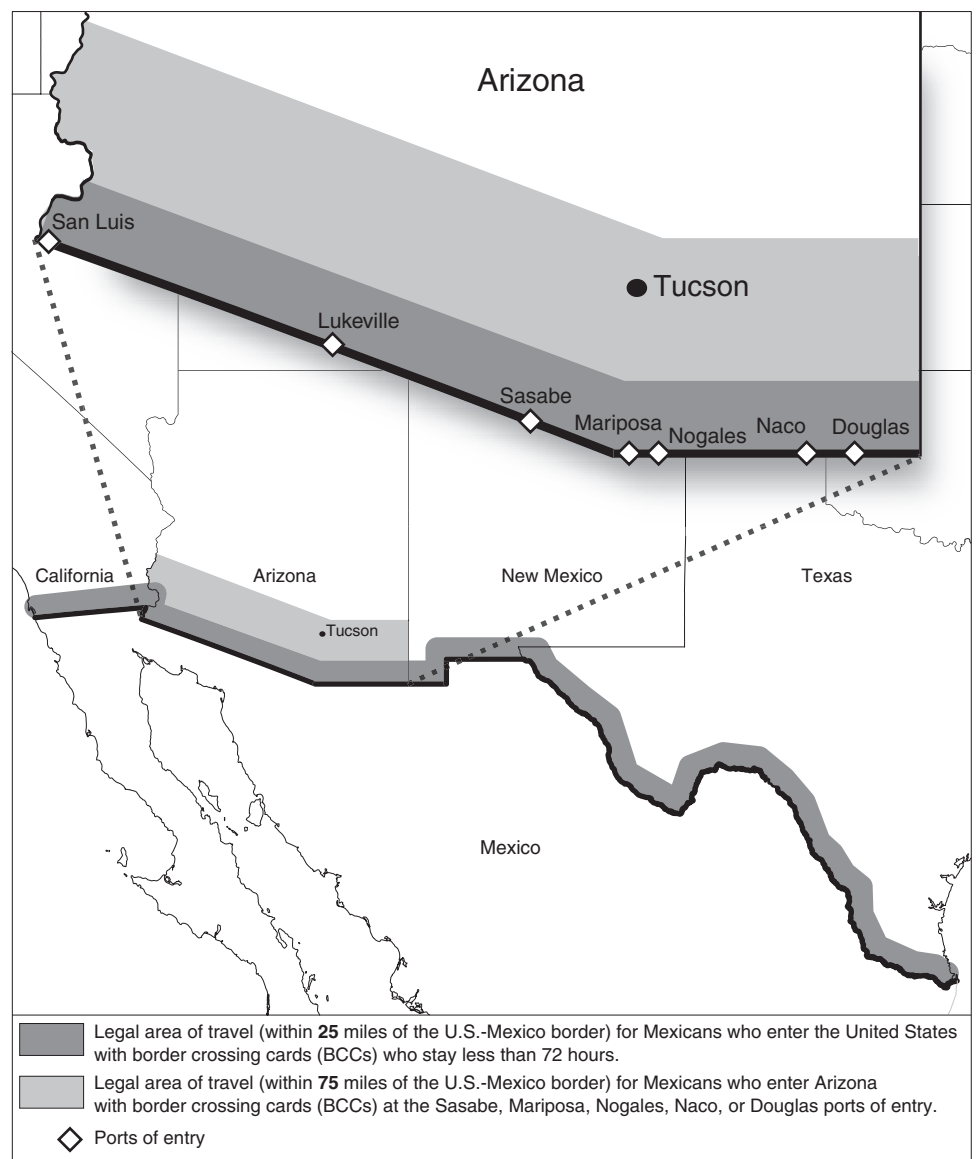 Arizona
San Luis
Tucson
Lukeville
Sasabe
Mariposa
Nogales
Naco
Douglas
California
Arizona
New Mexico
Texas
Tucson
Mexico
Legal area of travel (within 25 miles of the U.S.-Mexico border) for Mexicans who enter the United States
with border crossing cards (BCCs) who stay less than 72 hours.
Legal area of travel (within 75 miles of the U.S.-Mexico border) for Mexicans who enter Arizona
with border crossing cards (BCCs) at the Sasabe, Mariposa, Nogales, Naco, or Douglas ports of entry.
Ports of entry